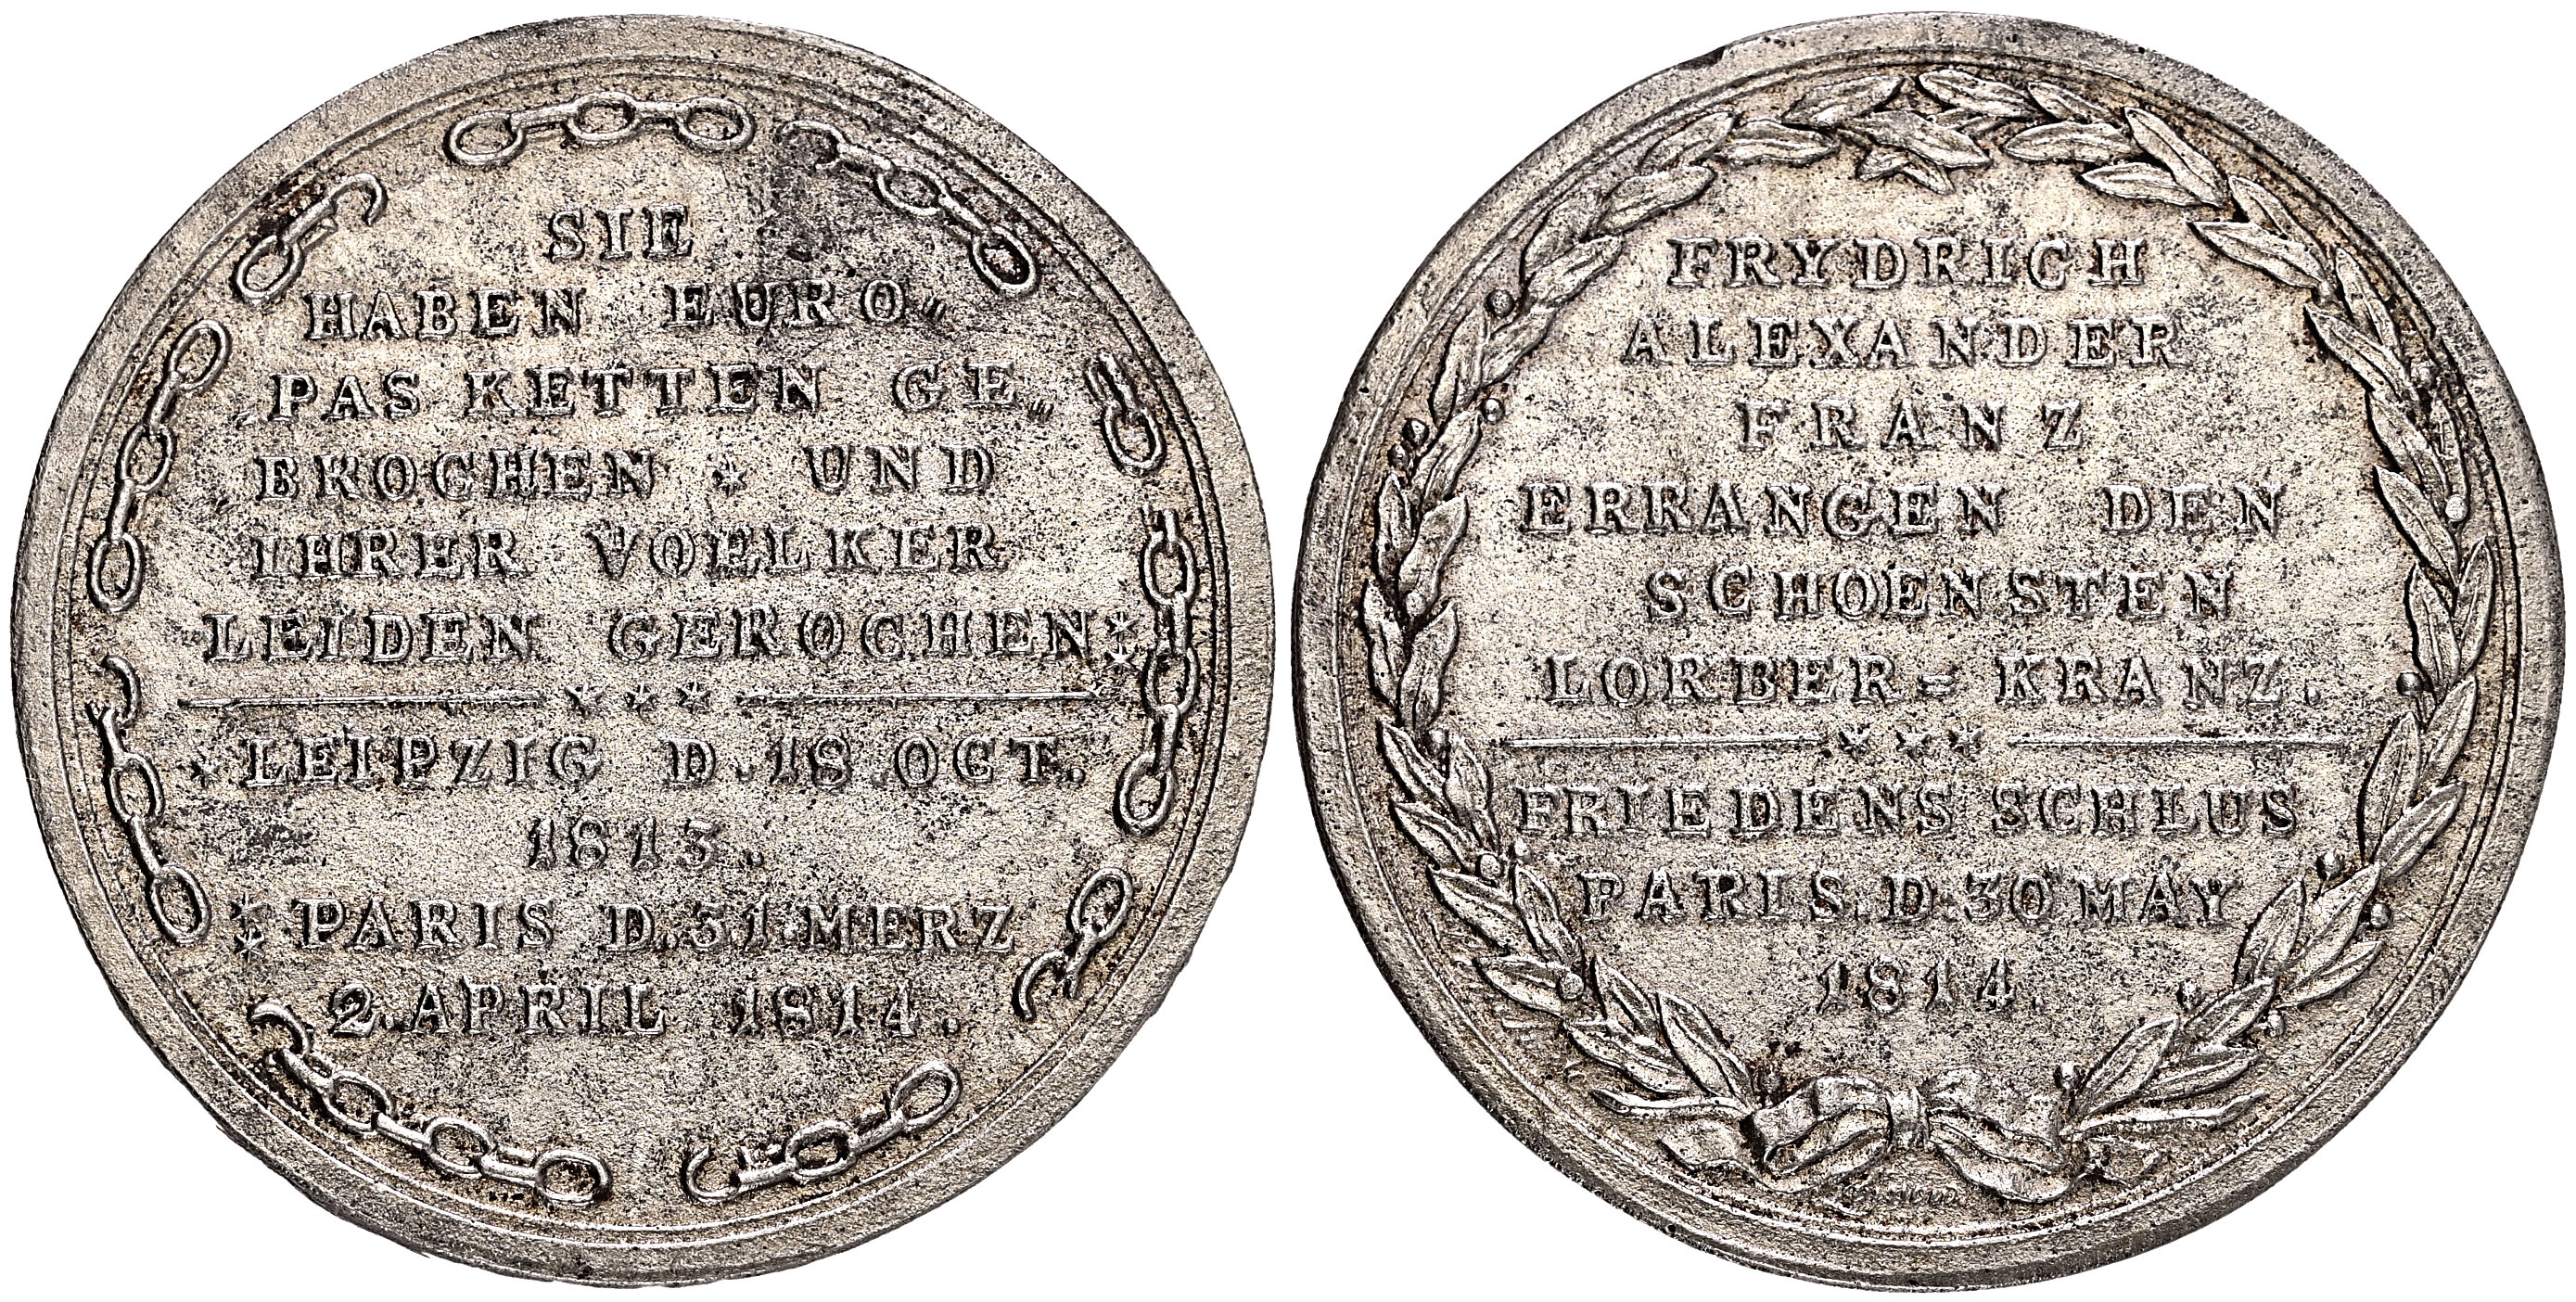 SIE
HABEN EURO„
PAS KETTEN GE„
BROCHEN * UND
IHRER VOELKER
LEIDEN GEROCHEN**
* * *
*LEIPZIG D.18.OCT.
1813.
** PARIS D.31.MERZ
2.APRIL 1814.
FRYDRICH
ALEXANDER
FRANZ
ERRANGEN DEN
SCHOENSTEN
LORBER=KRANZ.
* * *
FRIEDENS SCHLUS
PARIS.D.30 MAY
1814.